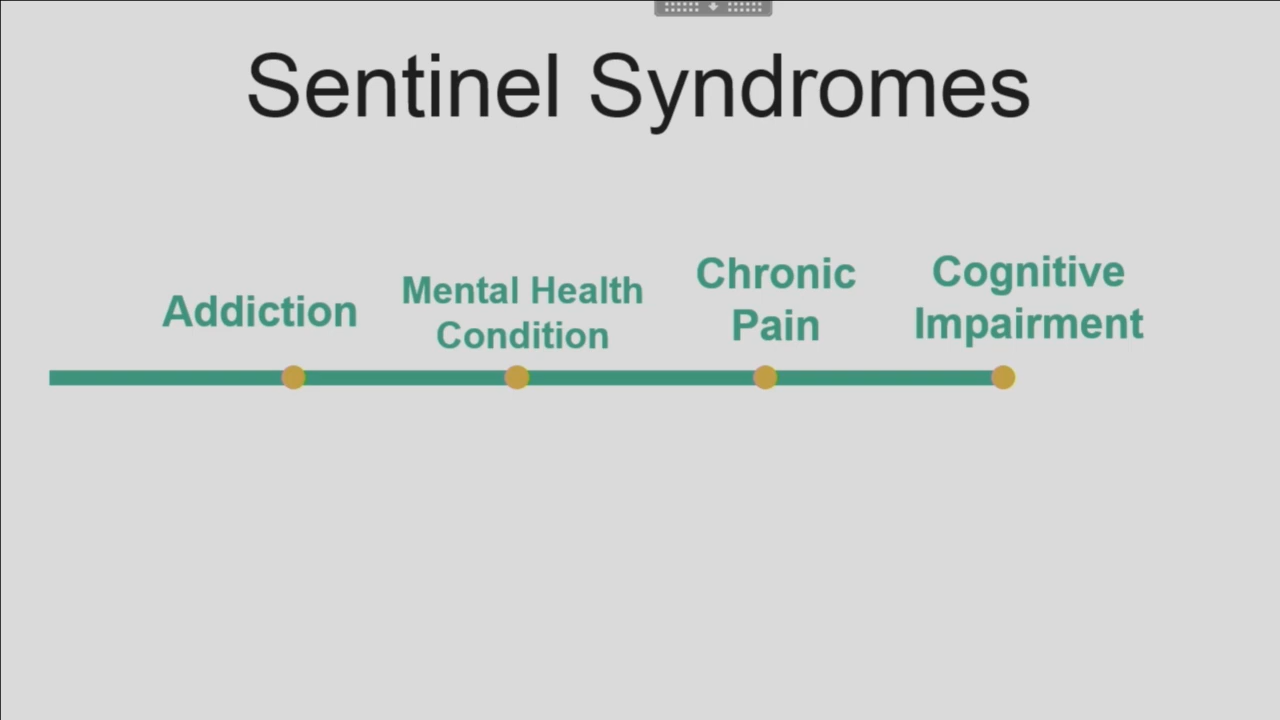 Sentinel Syndromes
Addiction
Mental Health
Condition
Chronic
Pain
Cognitive
Impairment